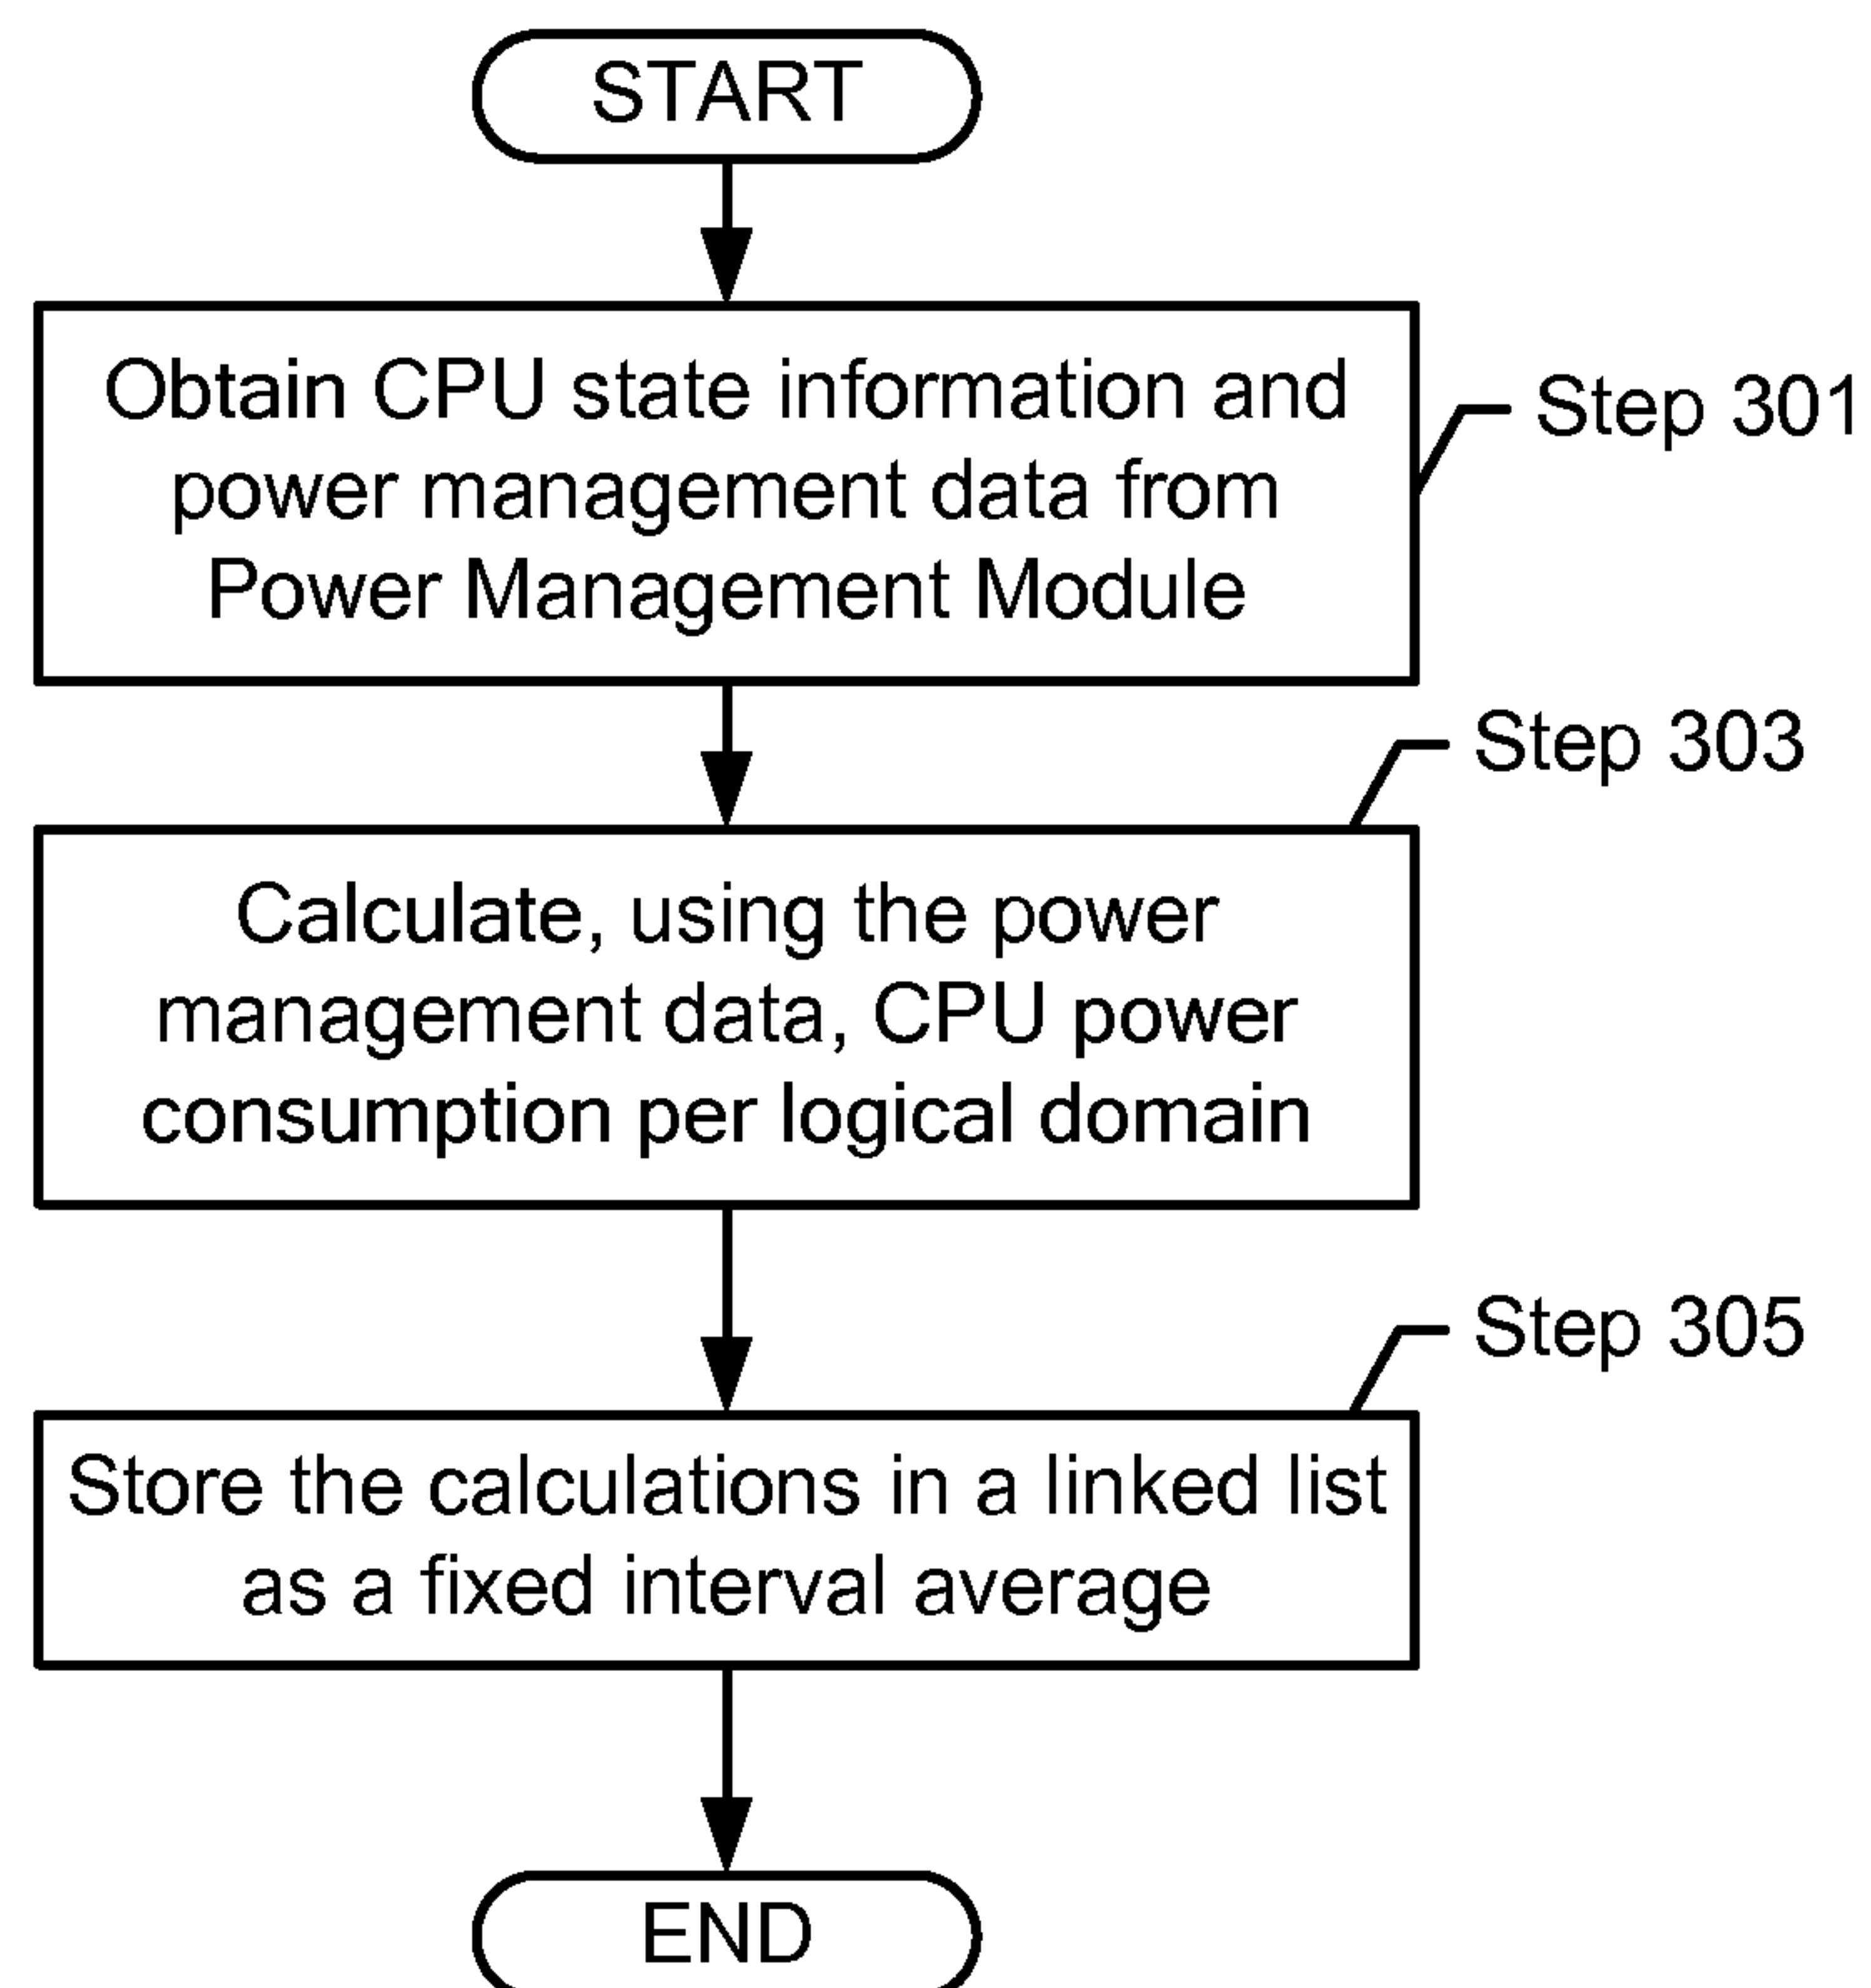 START
Obtain CPU state information and
power management data from
Power Management Module
Step 301
Step 303
Calculate, using the power
management data, CPU power
consumption per logical domain
Step 305
Store the calculations in a linked list
as a fixed interval average
END